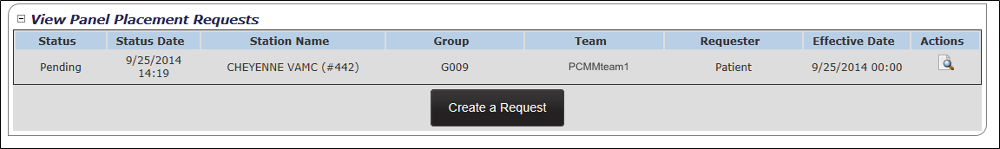 View Panel Placement Requests
Status Status Date Station Name Group Team Requester Effective Date Actions
Pending 9/25/2014 14:19 CHEYENNE VAMC (#442) G009 PCMMteam1 Patient 9/25/2014 00:00
Create a Request